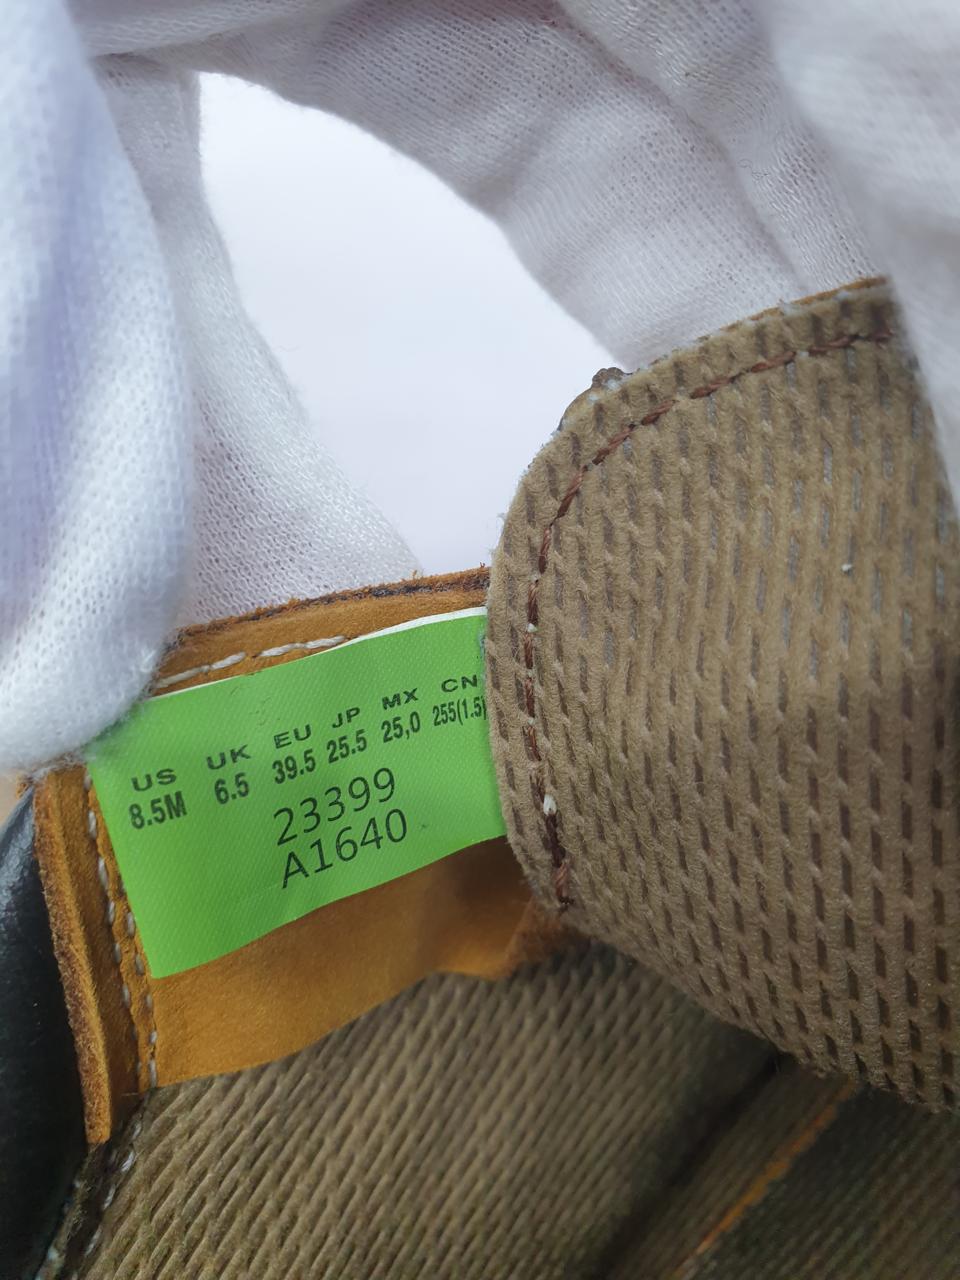 US UK EU JP MX CN
8.5M 6.5 39.5 25.5 25,0 255(1.5)
23399
A1640